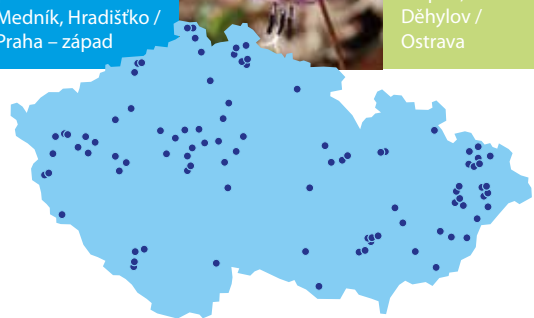 Medník, Hradišťko /
Praha – západ
Děhylov /
Ostrava